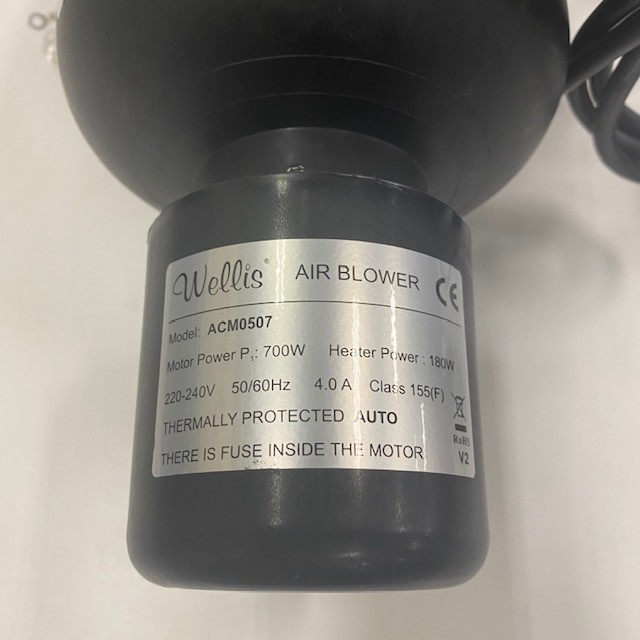 Wellis® AIR BLOWER CE
Model: ACM0507
Motor Power P₁: 700W Heater Power : 180W
220-240V 50/60Hz 4.0 A Class 155(F)
THERMALLY PROTECTED AUTO
RoHS
THERE IS FUSE INSIDE THE MOTOR V2